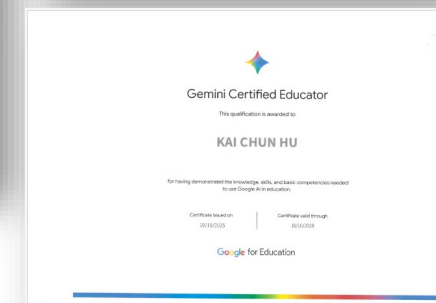 Gemini Certified Educator
This qualification is awarded to
KAI CHUN HU
For having demonstrated the knowledge, skills, and basic competencies needed
to use Google AI in education.
Certificate issued on
Certificate valid through
Google for Education